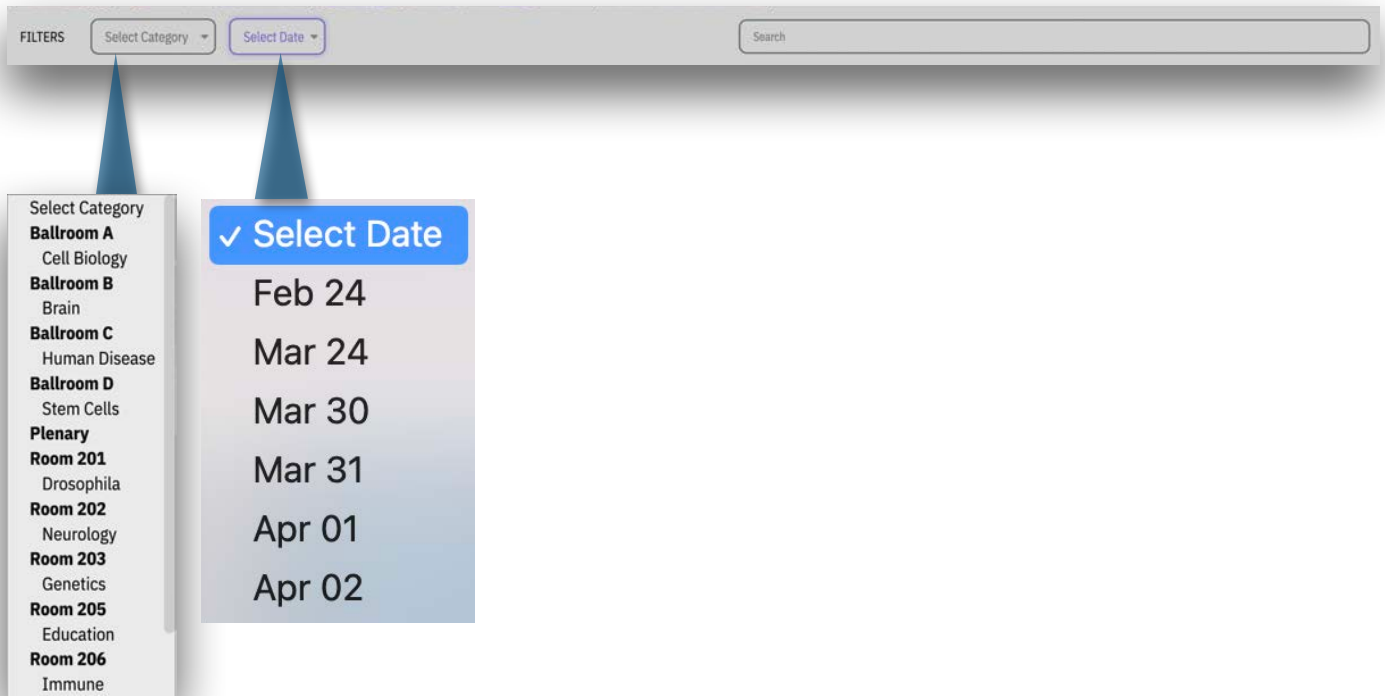 FILTERS Select Category Select Date Search
Select Category
Ballroom A
Cell Biology
Ballroom B
Brain
Ballroom C
Human Disease
Ballroom D
Stem Cells
Plenary
Room 201
Drosophila
Room 202
Neurology
Room 203
Genetics
Room 205
Education
Room 206
Immune
✓ Select Date
Feb 24
Mar 24
Mar 30
Mar 31
Apr 01
Apr 02